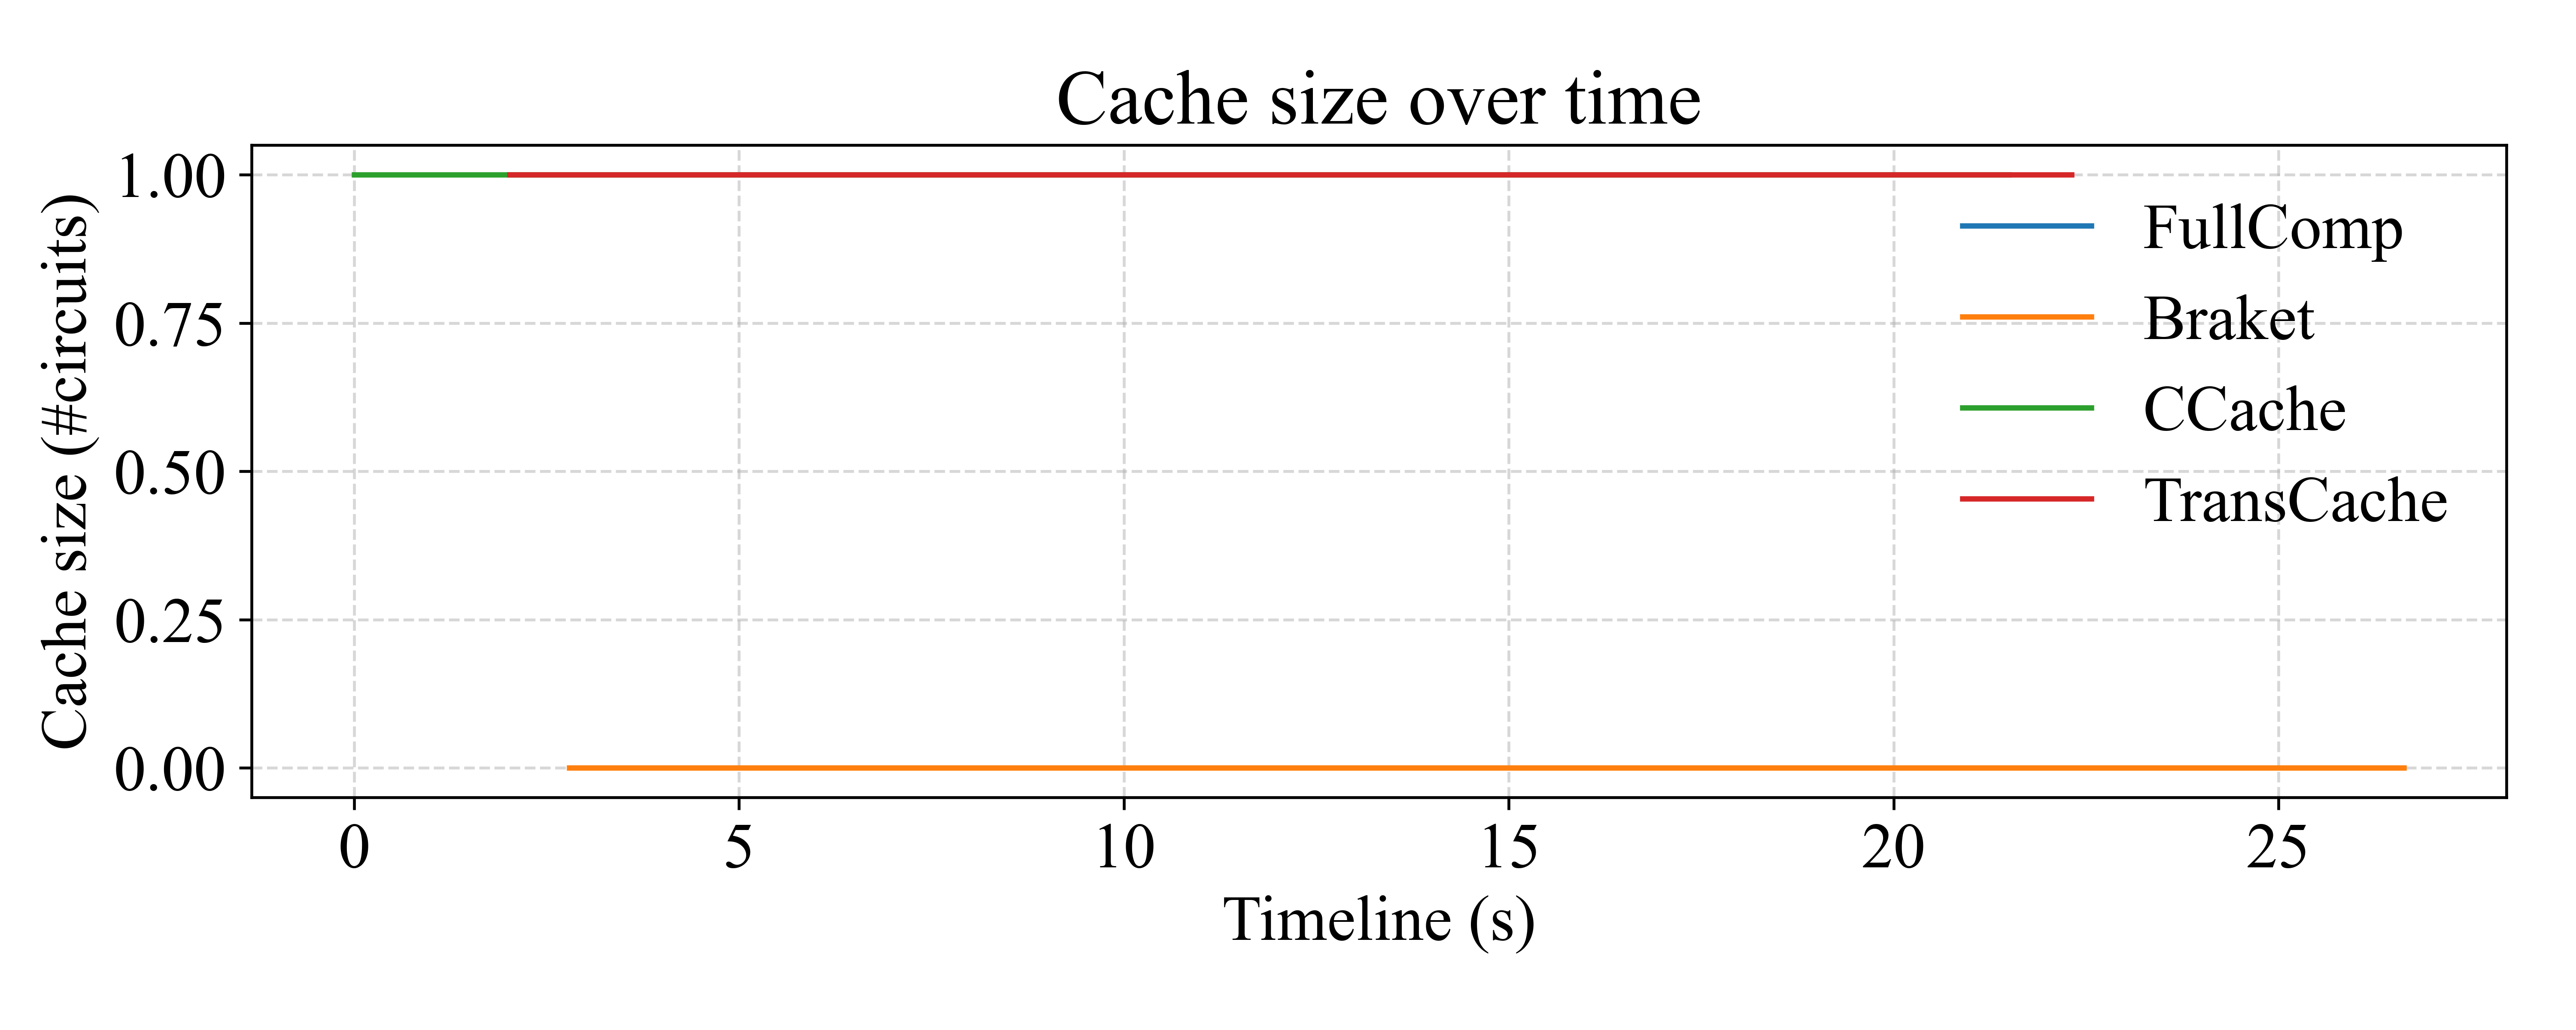 Cache size over time
Cache size (#circuits)
1.00
0.75
0.50
0.25
0.00
FullComp
Braket
CCache
TransCache
0 5 10 15 20 25
Timeline (s)